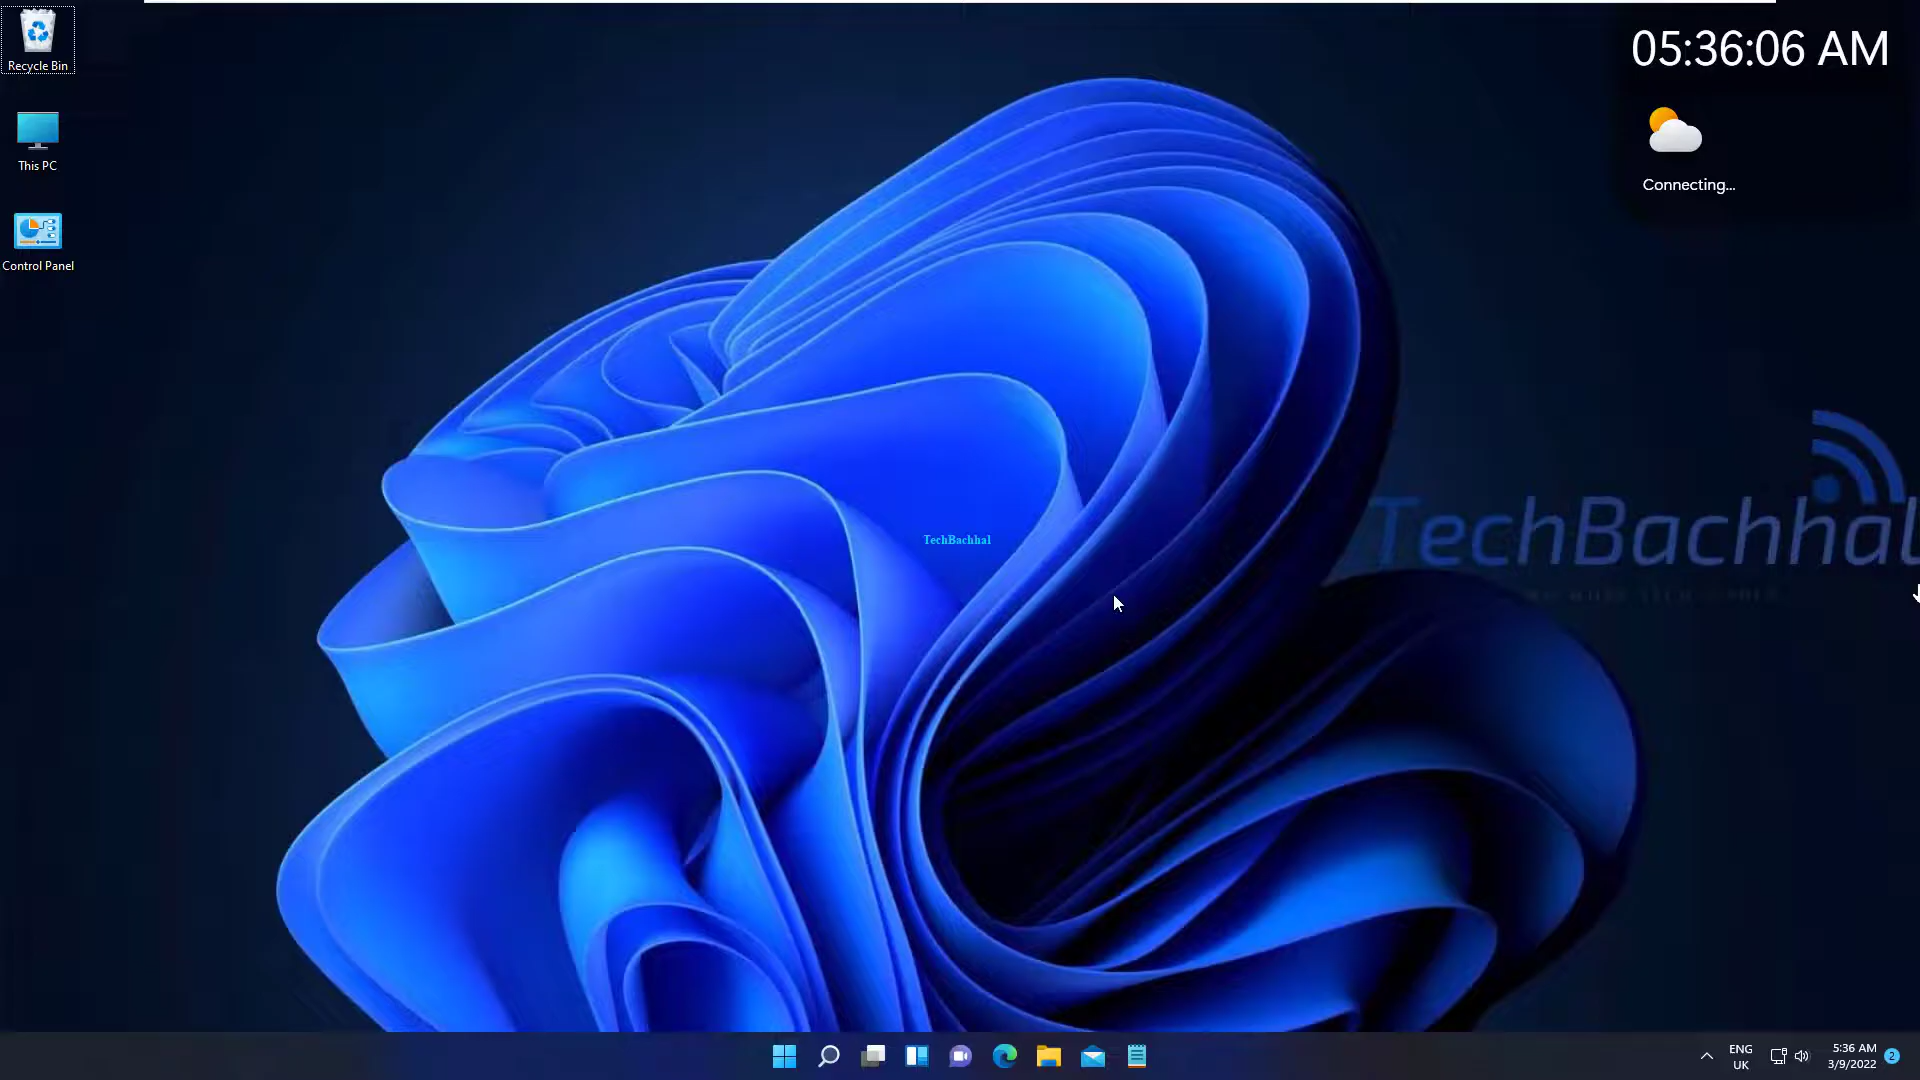 Recycle Bin
05:36:06 AM
This PC
Connecting...
Control Panel
TechBachhal
TechBachhal
ENG
UK
5:36 AM
3/9/2022
2